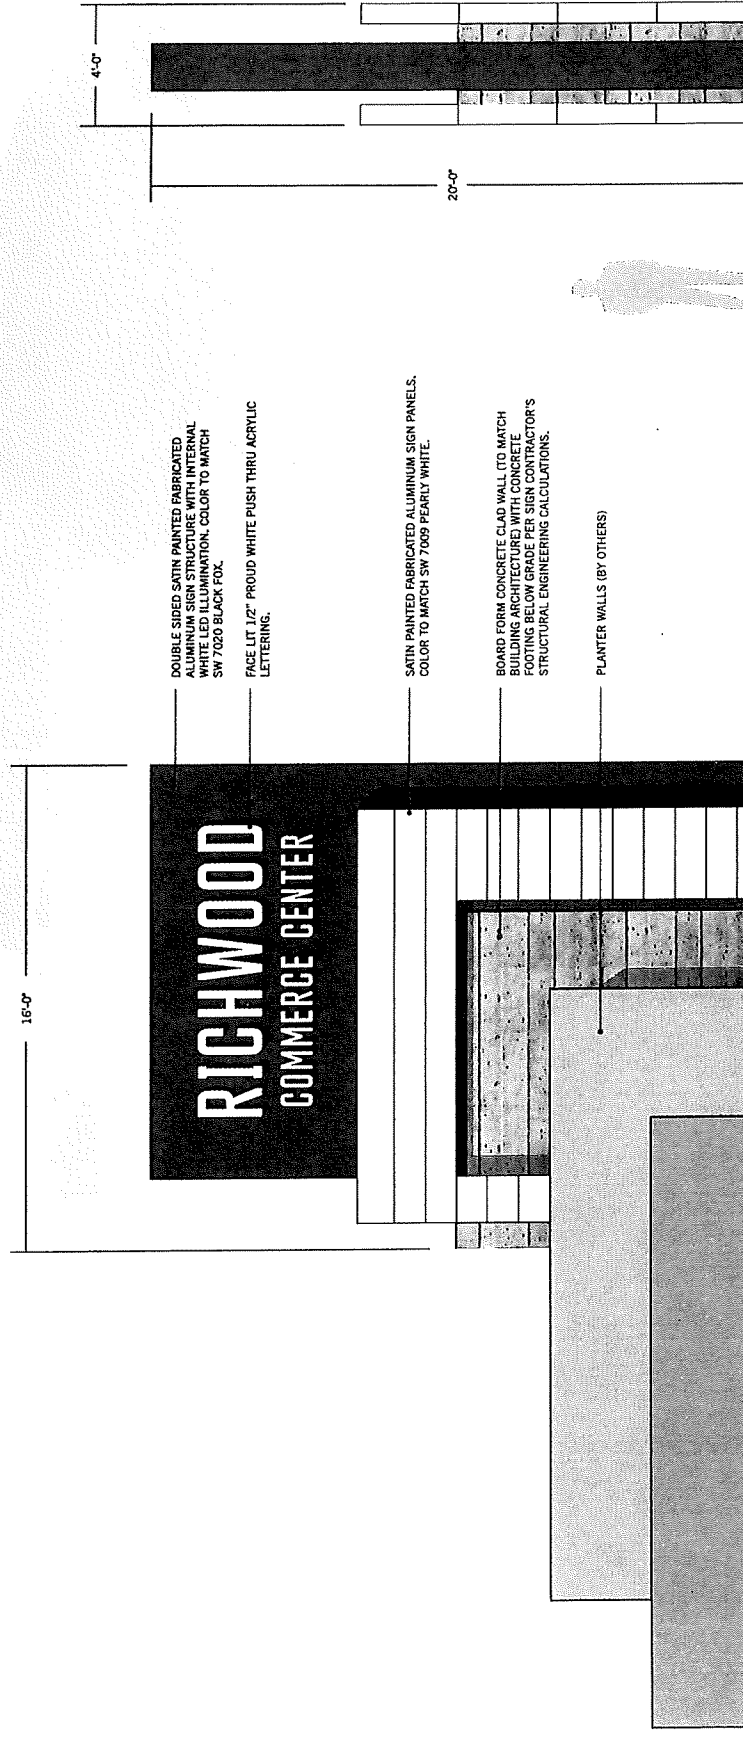 16'-0"
RICHWOOD
COMMERCE CENTER
DOUBLE SIDED SATIN PAINTED FABRICATED
ALUMINUM SIGN STRUCTURE WITH INTERNAL
WHITE LED ILLUMINATION. COLOR TO MATCH
SW 7020 BLACK FOX.
FACE LIT 1/2" PROUD WHITE PUSH THRU ACRYLIC
LETTERING.
SATIN PAINTED FABRICATED ALUMINUM SIGN PANELS.
COLOR TO MATCH SW 7009 PEARLY WHITE.
BOARD FORM CONCRETE CLAD WALL (TO MATCH
BUILDING ARCHITECTURE) WITH CONCRETE
FOOTING BELOW GRADE PER SIGN CONTRACTOR'S
STRUCTURAL ENGINEERING CALCULATIONS.
PLANTER WALLS (BY OTHERS)
4'-0"
20'-0"